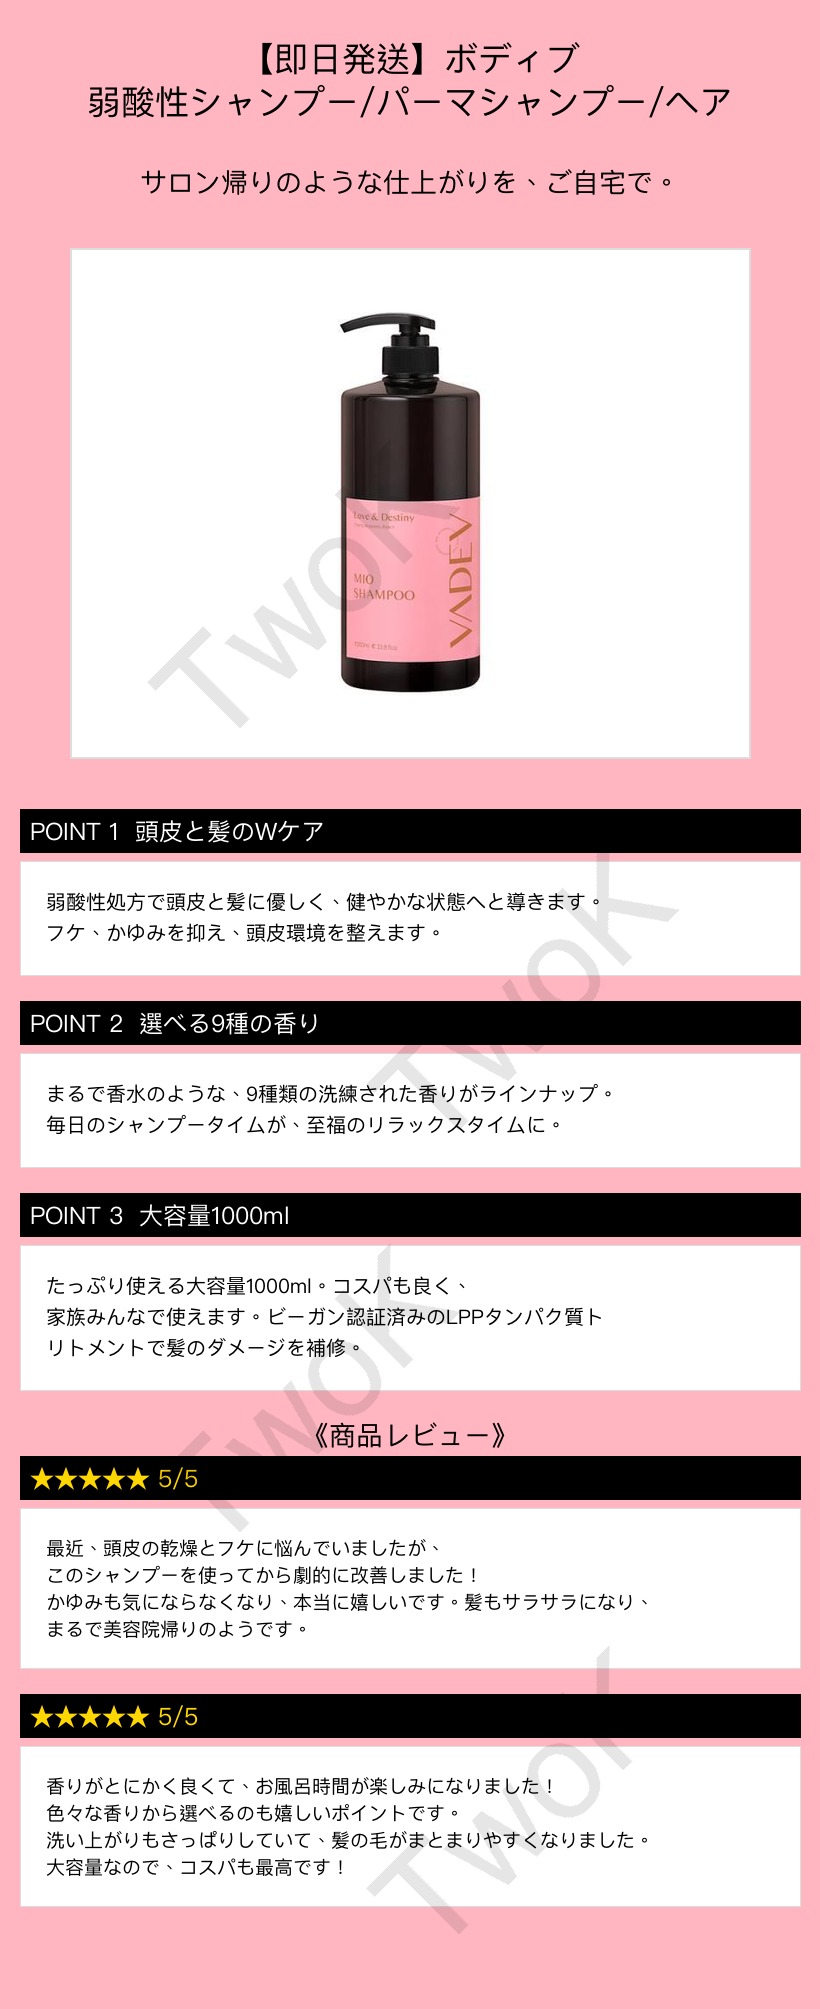 【即日発送】ボディブ
弱酸性シャンプー/パーマシャンプー/ヘア
サロン帰りのような仕上がりを、ご自宅で。
Love & Destiny
MIO
SHAMPOO
VADEV
TwoK
POINT 1 頭皮と髪のWケア
弱酸性処方で頭皮と髪に優しく、健やかな状態へと導きます。
フケ、かゆみを抑え、頭皮環境を整えます。
TwoK
POINT 2 選べる9種の香り
まるで香水のような、9種類の洗練された香りがラインナップ。
毎日のシャンプータイムが、至福のリラックスタイムに。
POINT 3 大容量1000ml
たっぷり使える大容量1000ml。コスパも良く、
家族みんなで使えます。ビーガン認証済みのLPPタンパク質ト
リトメントで髪のダメージを補修。
TwoK
《商品レビュー》
★★★★★ 5/5
最近、頭皮の乾燥とフケに悩んでいましたが、
このシャンプーを使ってから劇的に改善しました！
かゆみも気にならなくなり、本当に嬉しいです。髪もサラサラになり、
まるで美容院帰りのようです。
★★★★★ 5/5
香りがとにかく良くて、お風呂時間が楽しみになりました！
色々な香りから選べるのも嬉しいポイントです。
洗い上がりもさっぱりしていて、髪の毛がまとまりやすくなりました。
大容量なので、コスパも最高です！
TwoK